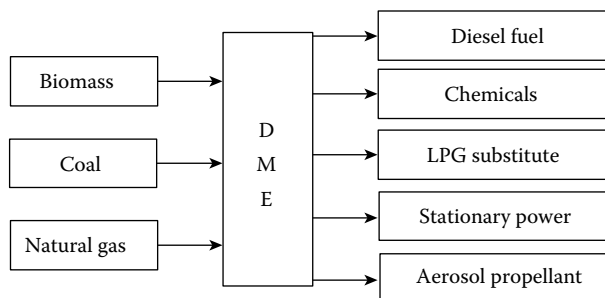 Biomass
Coal
Natural gas
D
M
E
Diesel fuel
Chemicals
LPG substitute
Stationary power
Aerosol propellant